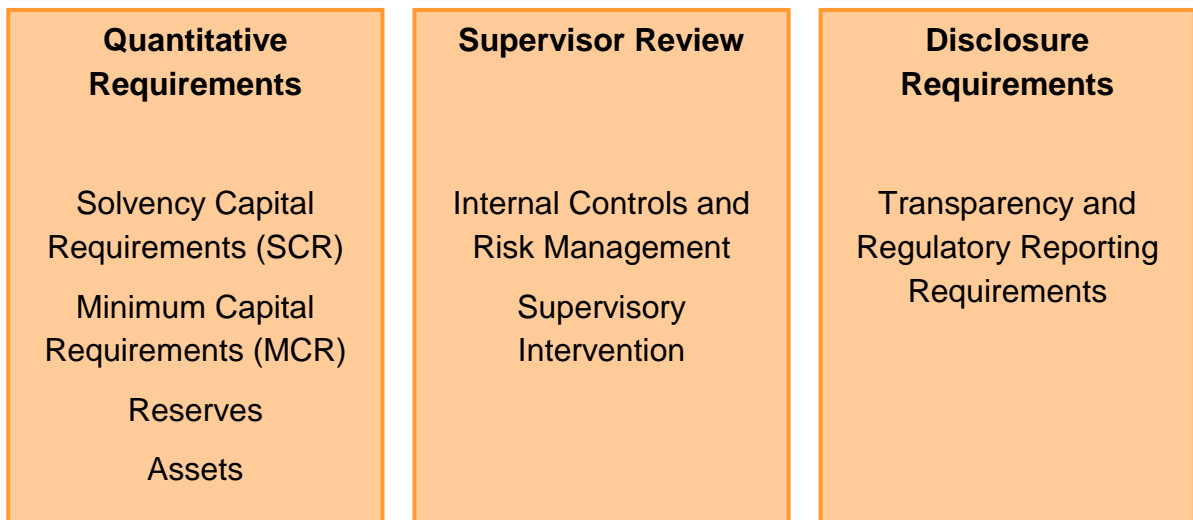 Quantitative
Requirements
Solvency Capital
Requirements (SCR)
Minimum Capital
Requirements (MCR)
Reserves
Assets
Supervisor Review
Internal Controls and
Risk Management
Supervisory
Intervention
Disclosure
Requirements
Transparency and
Regulatory Reporting
Requirements